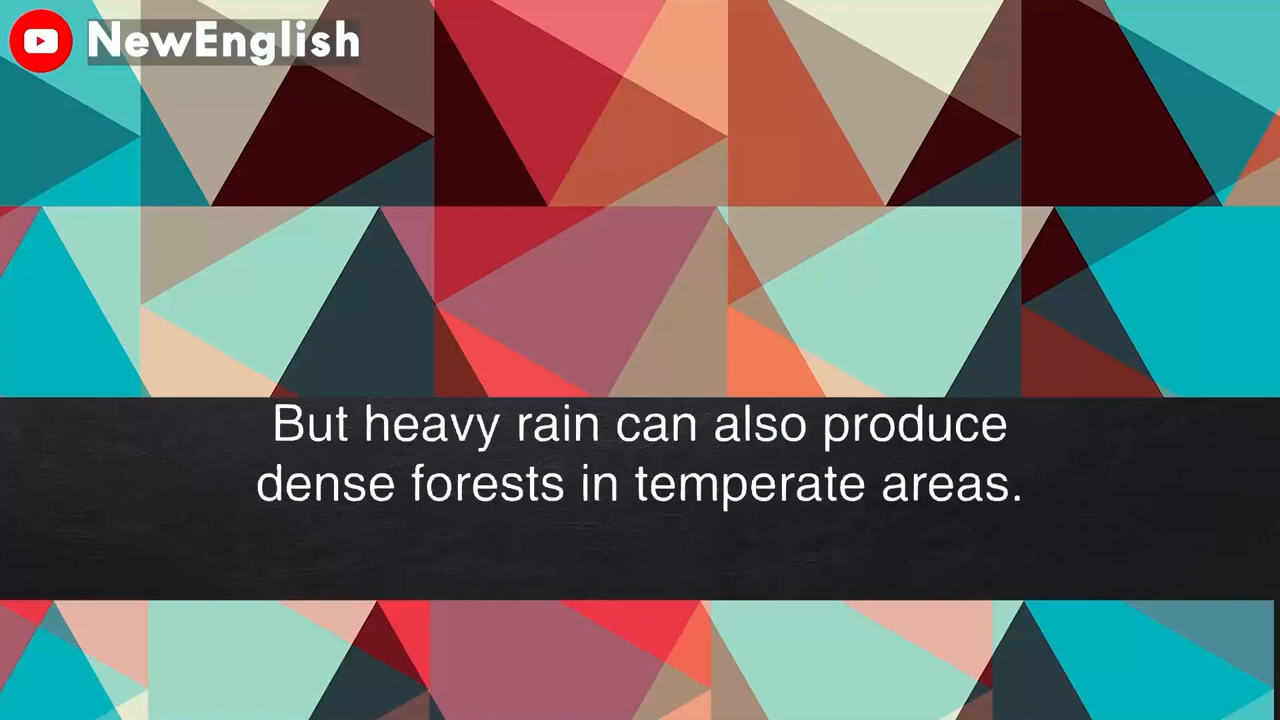 NewEnglish
But heavy rain can also produce
dense forests in temperate areas.